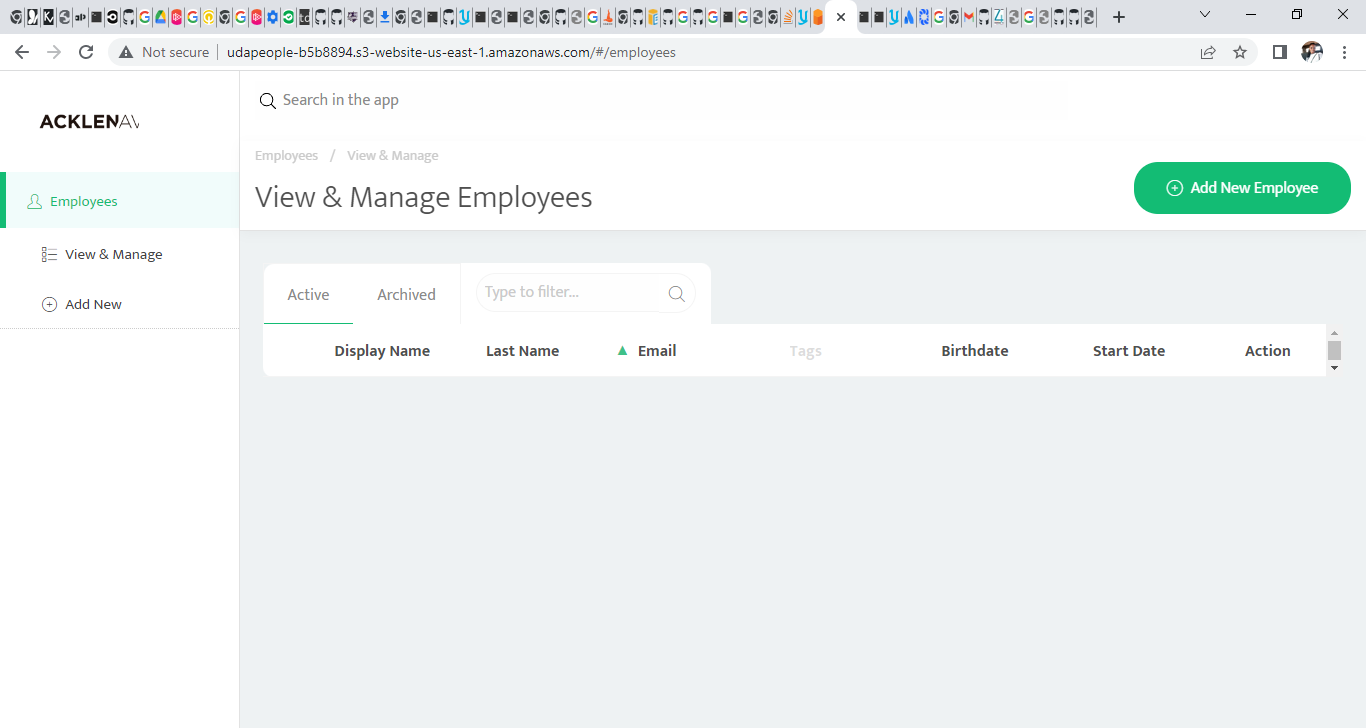 Not secure
udapeople-b5b8894.s3-website-us-east-1.amazonaws.com/#/employees
ACKLENAV
Search in the app
Employees / View & Manage
View & Manage Employees
Add New Employee
Employees
View & Manage
Add New
Active
Archived
Type to filter...
Display Name
Last Name
Email
Tags
Birthdate
Start Date
Action